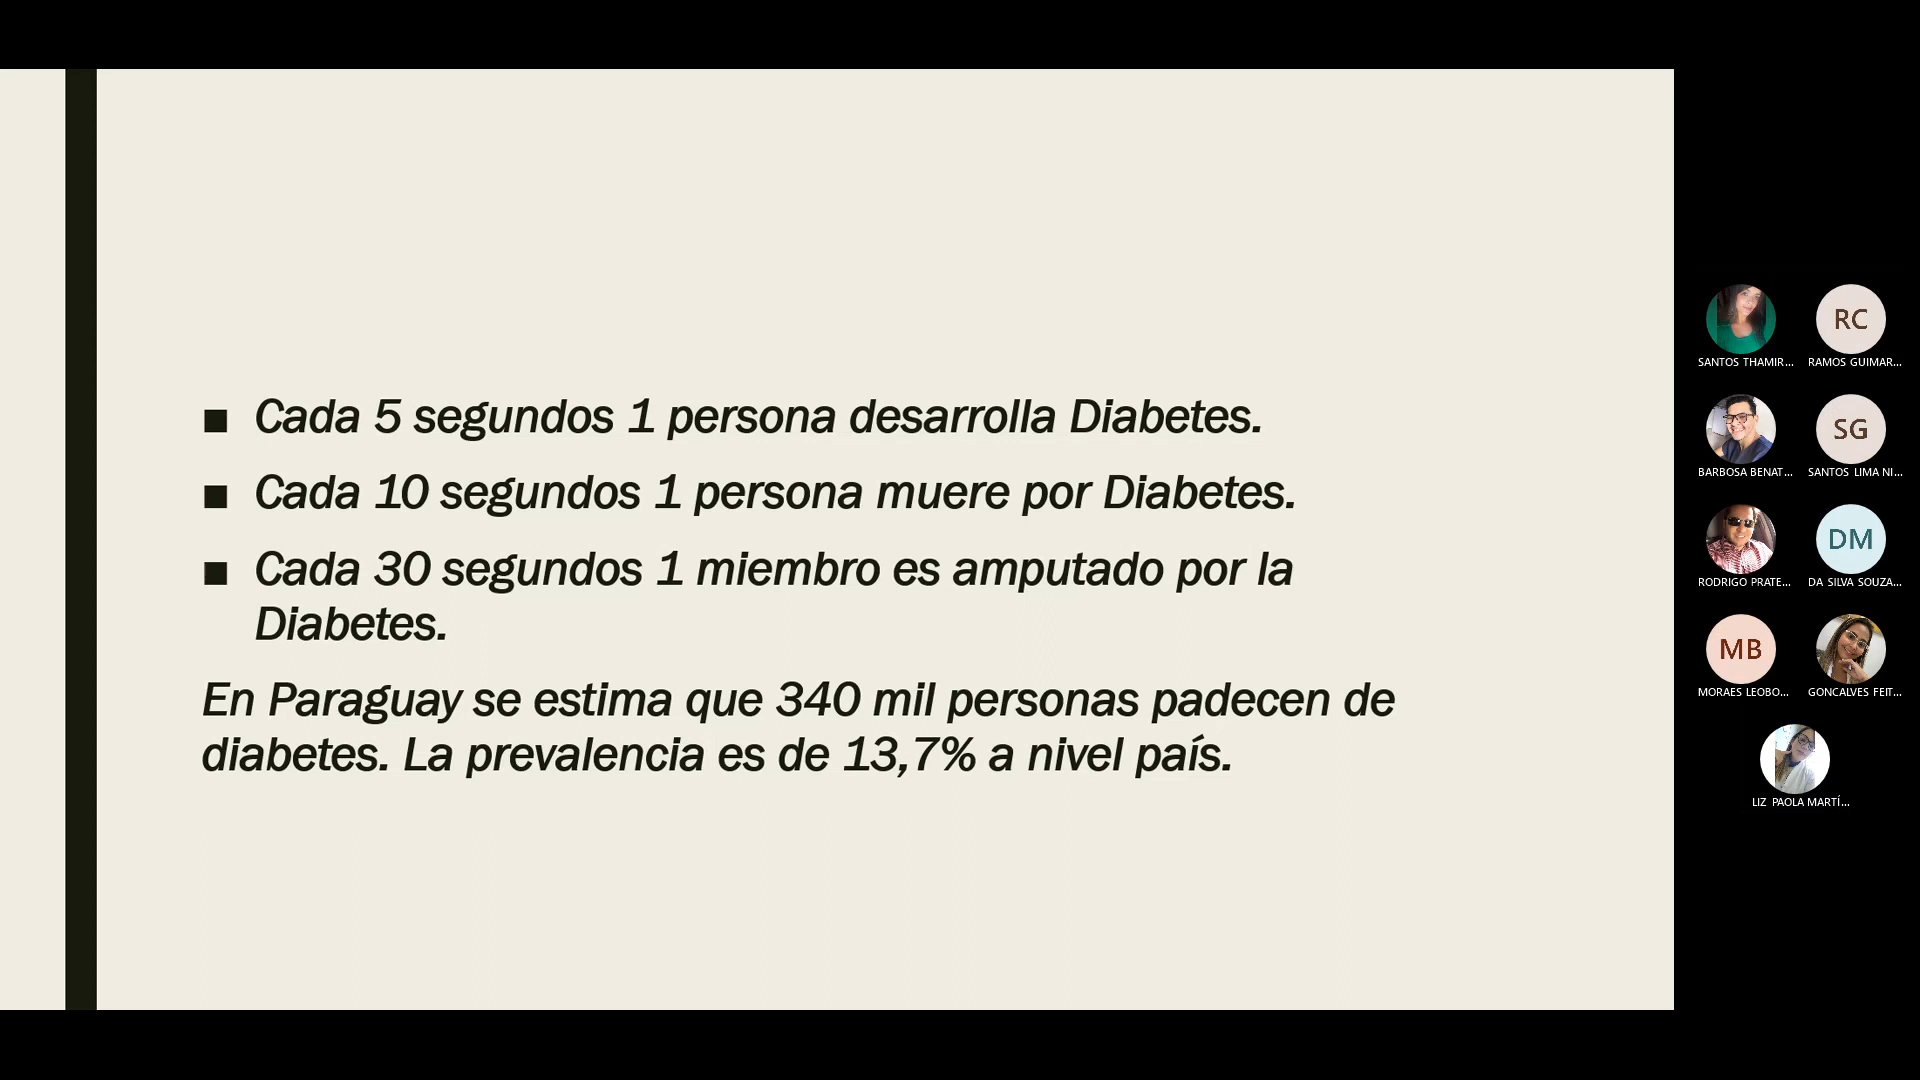 ■ Cada 5 segundos 1 persona desarrolla Diabetes.
■ Cada 10 segundos 1 persona muere por Diabetes.
■ Cada 30 segundos 1 miembro es amputado por la
Diabetes.
En Paraguay se estima que 340 mil personas padecen de
diabetes. La prevalencia es de 13,7% a nivel país.
RC
SANTOS THAMIR... RAMOS GUIMAR...
SG
BARBOSA BENAT... SANTOS LIMA NI...
DM
RODRIGO PRATE... DA SILVA SOUZA...
MB
MORAES LEOBO... GONCALVES FEIT...
LIZ PAOLA MARTÍ...